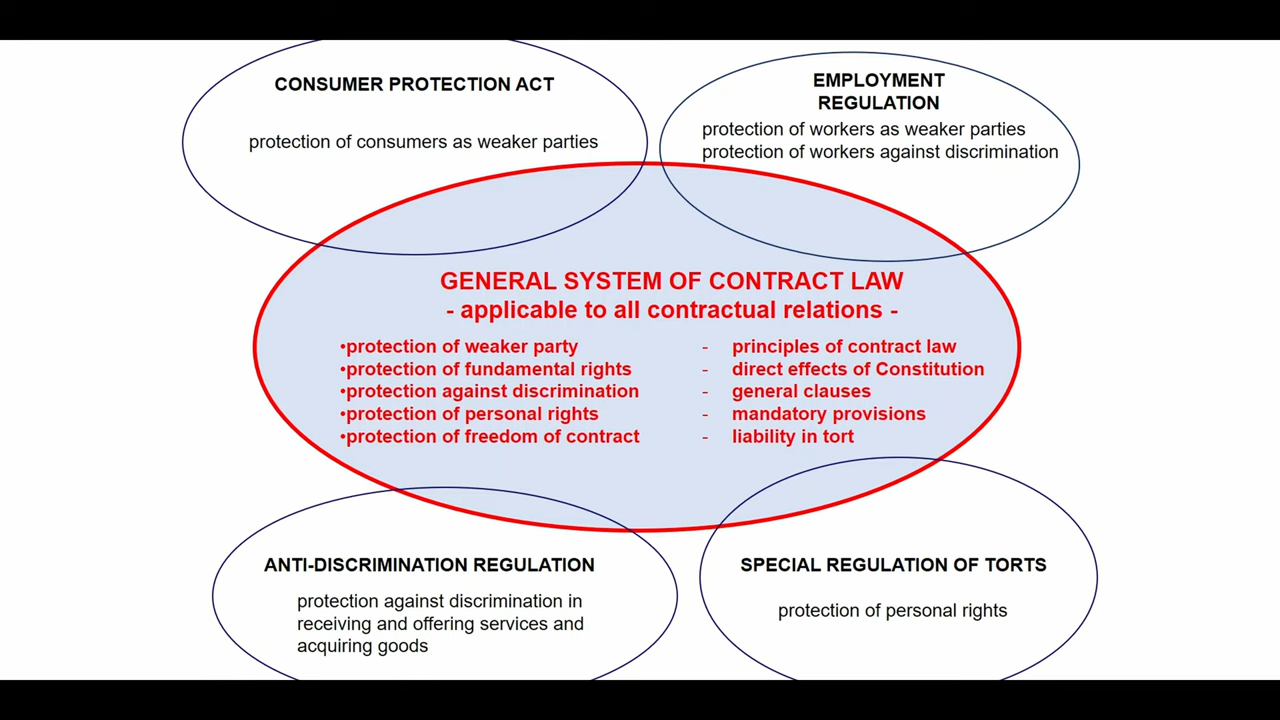 CONSUMER PROTECTION ACT
protection of consumers as weaker parties
EMPLOYMENT
REGULATION
protection of workers as weaker parties
protection of workers against discrimination
GENERAL SYSTEM OF CONTRACT LAW
- applicable to all contractual relations -
•protection of weaker party
•protection of fundamental rights
•protection against discrimination
•protection of personal rights
•protection of freedom of contract
- principles of contract law
- direct effects of Constitution
- general clauses
- mandatory provisions
- liability in tort
ANTI-DISCRIMINATION REGULATION
protection against discrimination in
receiving and offering services and
acquiring goods
SPECIAL REGULATION OF TORTS
protection of personal rights